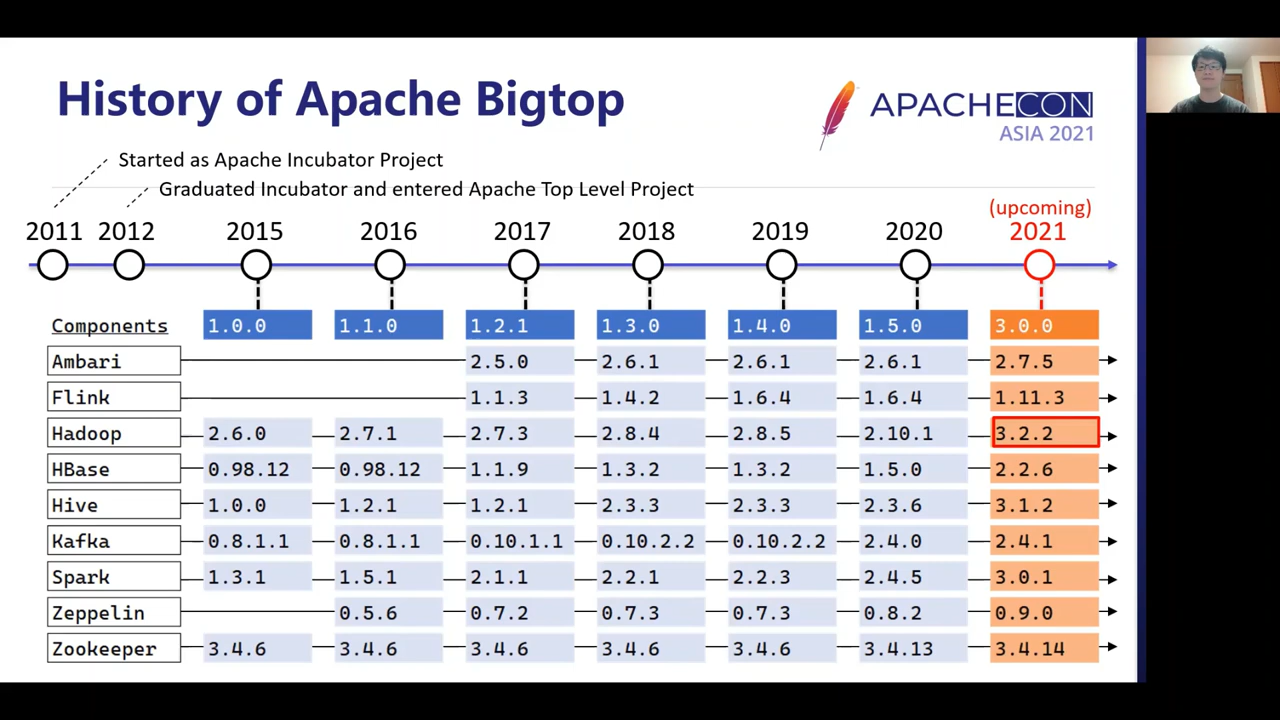 History of Apache Bigtop
APACHECON
ASIA 2021
Started as Apache Incubator Project
Graduated Incubator and entered Apache Top Level Project
(upcoming)
2011 2012 2015 2016 2017 2018 2019 2020 2021
Components 1.0.0 1.1.0 1.2.1 1.3.0 1.4.0 1.5.0 3.0.0
Ambari 2.5.0 2.6.1 2.6.1 2.6.1 2.7.5
Flink 1.1.3 1.4.2 1.6.4 1.6.4 1.11.3
Hadoop 2.6.0 2.7.1 2.7.3 2.8.4 2.8.5 2.10.1 3.2.2
HBase 0.98.12 0.98.12 1.1.9 1.3.2 1.3.2 1.5.0 2.2.6
Hive 1.0.0 1.2.1 1.2.1 2.3.3 2.3.3 2.3.6 3.1.2
Kafka 0.8.1.1 0.8.1.1 0.10.1.1 0.10.2.2 0.10.2.2 2.4.0 2.4.1
Spark 1.3.1 1.5.1 2.1.1 2.2.1 2.2.3 2.4.5 3.0.1
Zeppelin 0.5.6 0.7.2 0.7.3 0.7.3 0.8.2 0.9.0
Zookeeper 3.4.6 3.4.6 3.4.6 3.4.6 3.4.6 3.4.13 3.4.14